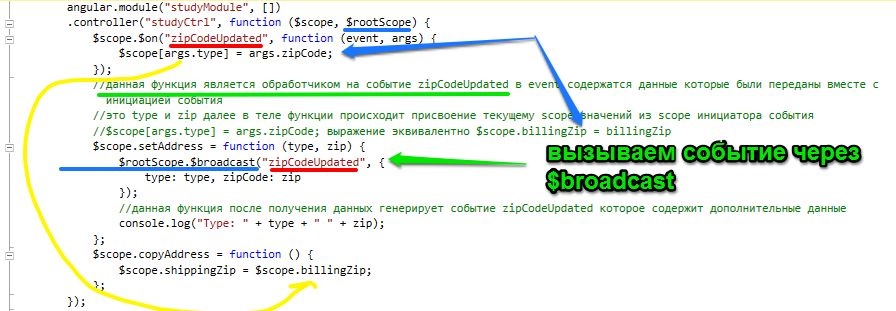 angular.module("studyModule", [])
.controller("studyCtrl", function ($scope, $rootScope) {
$scope.$on("zipCodeUpdated", function (event, args) {
$scope[args.type] = args.zipCode;
});
//данная функция является обработчиком на событие zipCodeUpdated в event содержатся данные которые были переданы вместе с
инициацией события
//это type и zip далее в теле функции происходит присвоение текущему scope значений из scope инициатора события
//$scope[args.type] = args.zipCode; выражение эквивалентно $scope.billingZip = billingZip
$scope.setAddress = function (type, zip) {
$rootScope.$broadcast("zipCodeUpdated", {
type: type, zipCode: zip
});
вызываем событие через
$broadcast
//данная функция после получения данных генерирует событие zipCodeUpdated которое содержит дополнительные данные
console.log("Type: " + type + " " + zip);
};
$scope.copyAddress = function () {
$scope.shippingZip = $scope.billingZip;
};
});